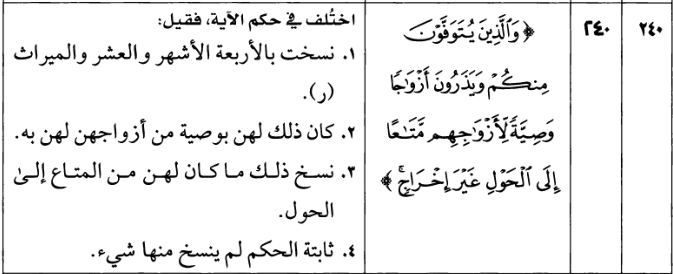 ٢٤٠
٢٤٠
﴿ وَٱلَّذِينَ يُتَوَفَّوۡنَ
مِنكُمۡ وَيَذَرُونَ أَزۡوَٰجٗا
وَصِيَّةٗ لِّأَزۡوَٰجِهِم مَّتَٰعًا
إِلَى ٱلۡحَوۡلِ غَيۡرَ إِخۡرَاجٖۚ ﴾
اختُلف في حكم الآية، فقيل:
١. نسخت بالأربعة الأشهر والعشر والميراث
(ر).
٢. كان ذلك لهن بوصية من أزواجهن لهن به.
٣. نسخ ذلك ما كان لهن من المتاع إلىٰ
الحول.
٤. ثابتة الحكم لم ينسخ منها شيء.